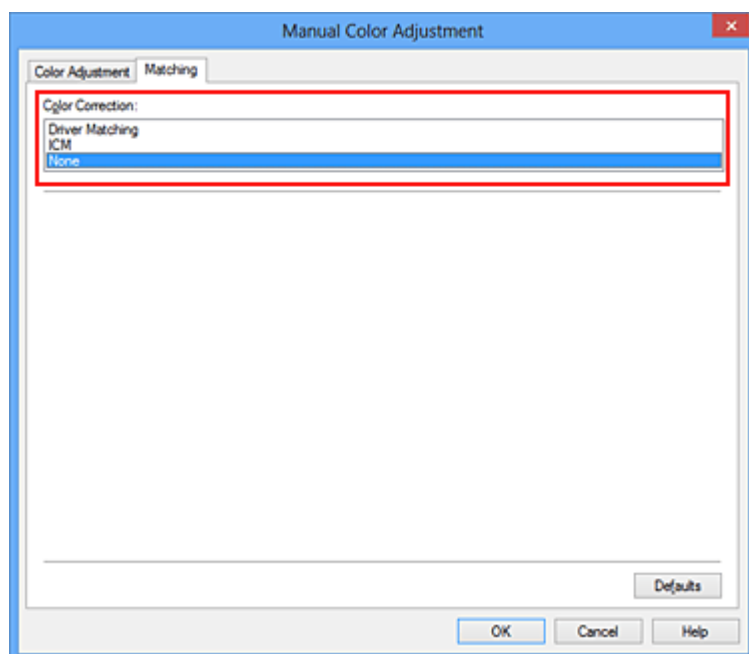 Manual Color Adjustment
Color Adjustment Matching
Color Correction:
Driver Matching
ICM
None
Defaults
OK Cancel Help